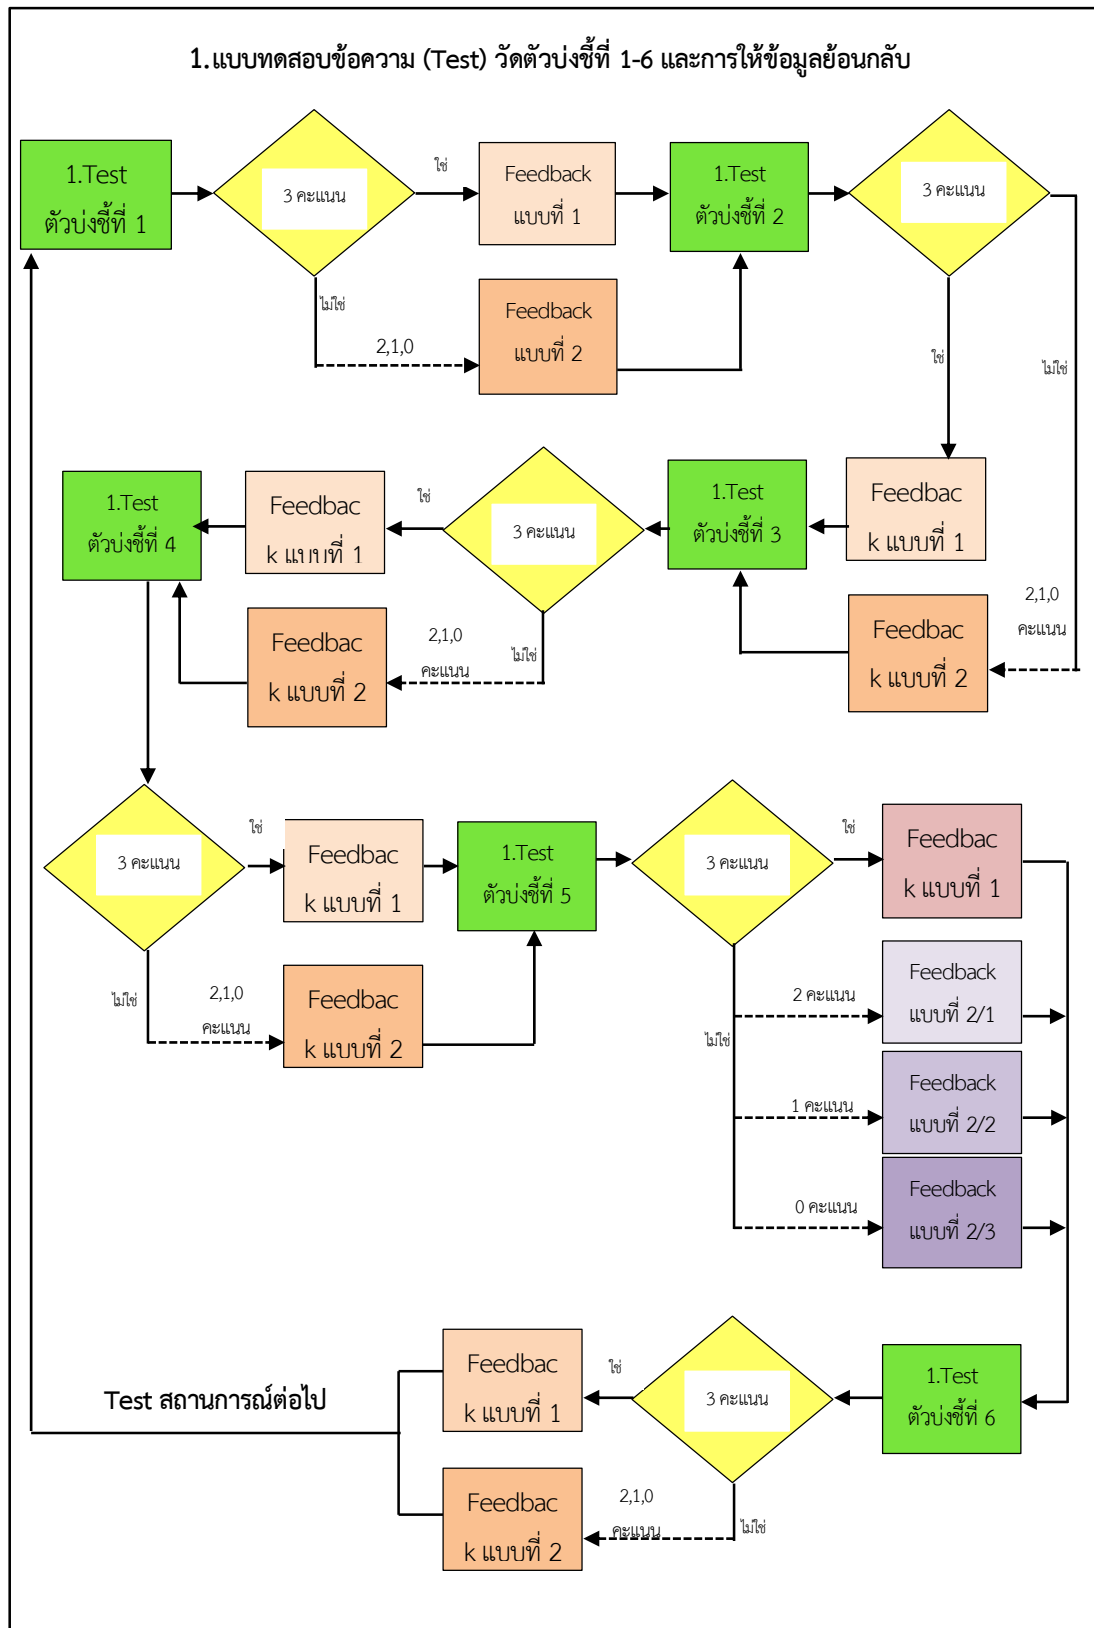 1.แบบทดสอบข้อความ (Test) วัดตัวบ่งชี้ที่ 1-6 และการให้ข้อมูลย้อนกลับ
1.Test
ตัวบ่งชี้ที่ 1
3 คะแนน
ใช่
Feedback
แบบที่ 1
1.Test
ตัวบ่งชี้ที่ 2
3 คะแนน
ไม่ใช่
2,1,0
Feedback
แบบที่ 2
ใช่
ไม่ใช่
1.Test
ตัวบ่งชี้ที่ 4
Feedbac
k แบบที่ 1
ใช่
3 คะแนน
1.Test
ตัวบ่งชี้ที่ 3
Feedbac
k แบบที่ 1
Feedbac
k แบบที่ 2
2,1,0
คะแนน
ไม่ใช่
Feedbac
k แบบที่ 2
2,1,0
คะแนน
3 คะแนน
ใช่
Feedbac
k แบบที่ 1
1.Test
ตัวบ่งชี้ที่ 5
3 คะแนน
ใช่
Feedbac
k แบบที่ 1
ไม่ใช่
2,1,0
คะแนน
Feedbac
k แบบที่ 2
ไม่ใช่
2 คะแนน
Feedback
แบบที่ 2/1
1 คะแนน
Feedback
แบบที่ 2/2
0 คะแนน
Feedback
แบบที่ 2/3
Test สถานการณ์ต่อไป
Feedbac
k แบบที่ 1
ใช่
3 คะแนน
1.Test
ตัวบ่งชี้ที่ 6
Feedbac
k แบบที่ 2
2,1,0
คะแนน
ไม่ใช่